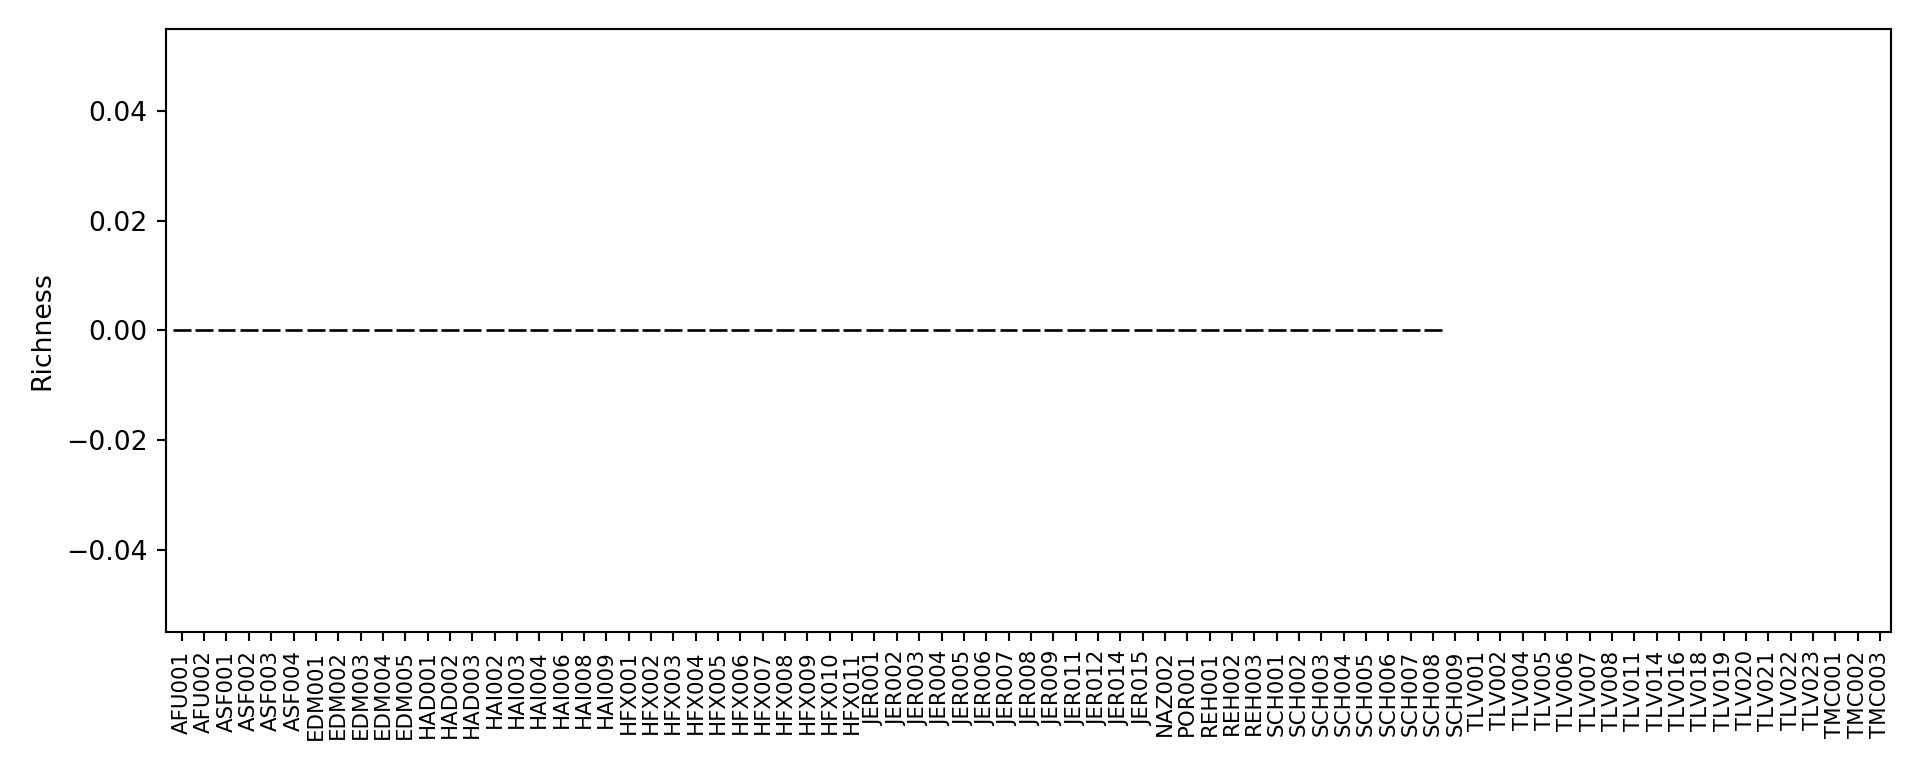 0.04
0.02
0.00
−0.02
−0.04
Richness
AFU001 AFU002 ASF001 ASF002 ASF003 ASF004 EDM001 EDM002 EDM003 EDM004 EDM005 HAD001 HAD002 HAD003 HAI002 HAI003 HAI004 HAI006 HAI008 HAI009 HFX001 HFX002 HFX003 HFX004 HFX005 HFX006 HFX007 HFX008 HFX009 HFX010 HFX011 JER001 JER002 JER003 JER004 JER005 JER006 JER007 JER008 JER009 JER011 JER012 JER014 JER015 NAZ002 POR001 REH001 REH002 REH003 SCH001 SCH002 SCH003 SCH004 SCH005 SCH006 SCH007 SCH008 SCH009 TLV001 TLV002 TLV004 TLV005 TLV006 TLV007 TLV008 TLV011 TLV014 TLV016 TLV018 TLV019 TLV020 TLV021 TLV022 TLV023 TMC001 TMC002 TMC003